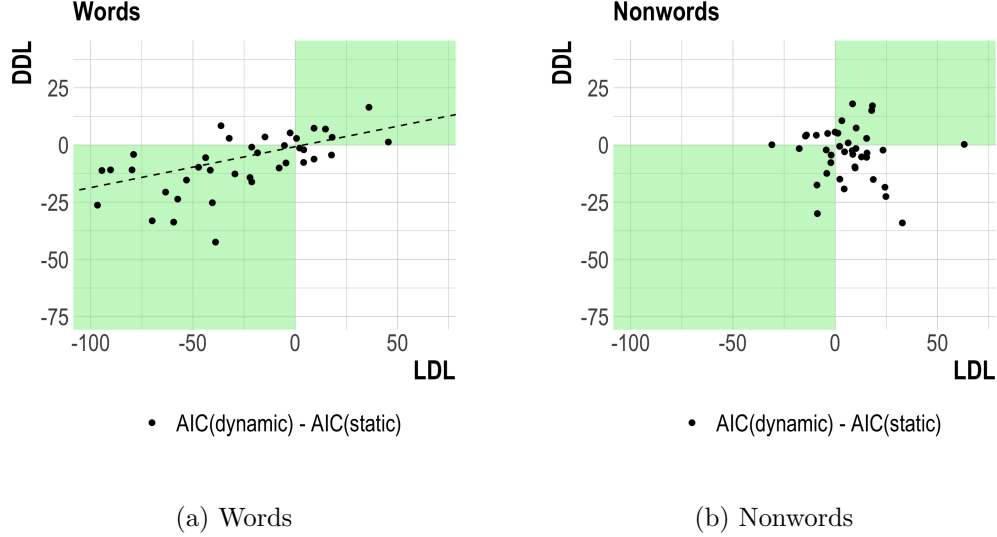 Words
DDL
25
0
-25
-50
-75
-100
-50
0
50
LDL
AIC(dynamic) - AIC(static)
(a) Words
Nonwords
DDL
25
0
-25
-50
-75
-100
-50
0
50
LDL
AIC(dynamic) - AIC(static)
(b) Nonwords